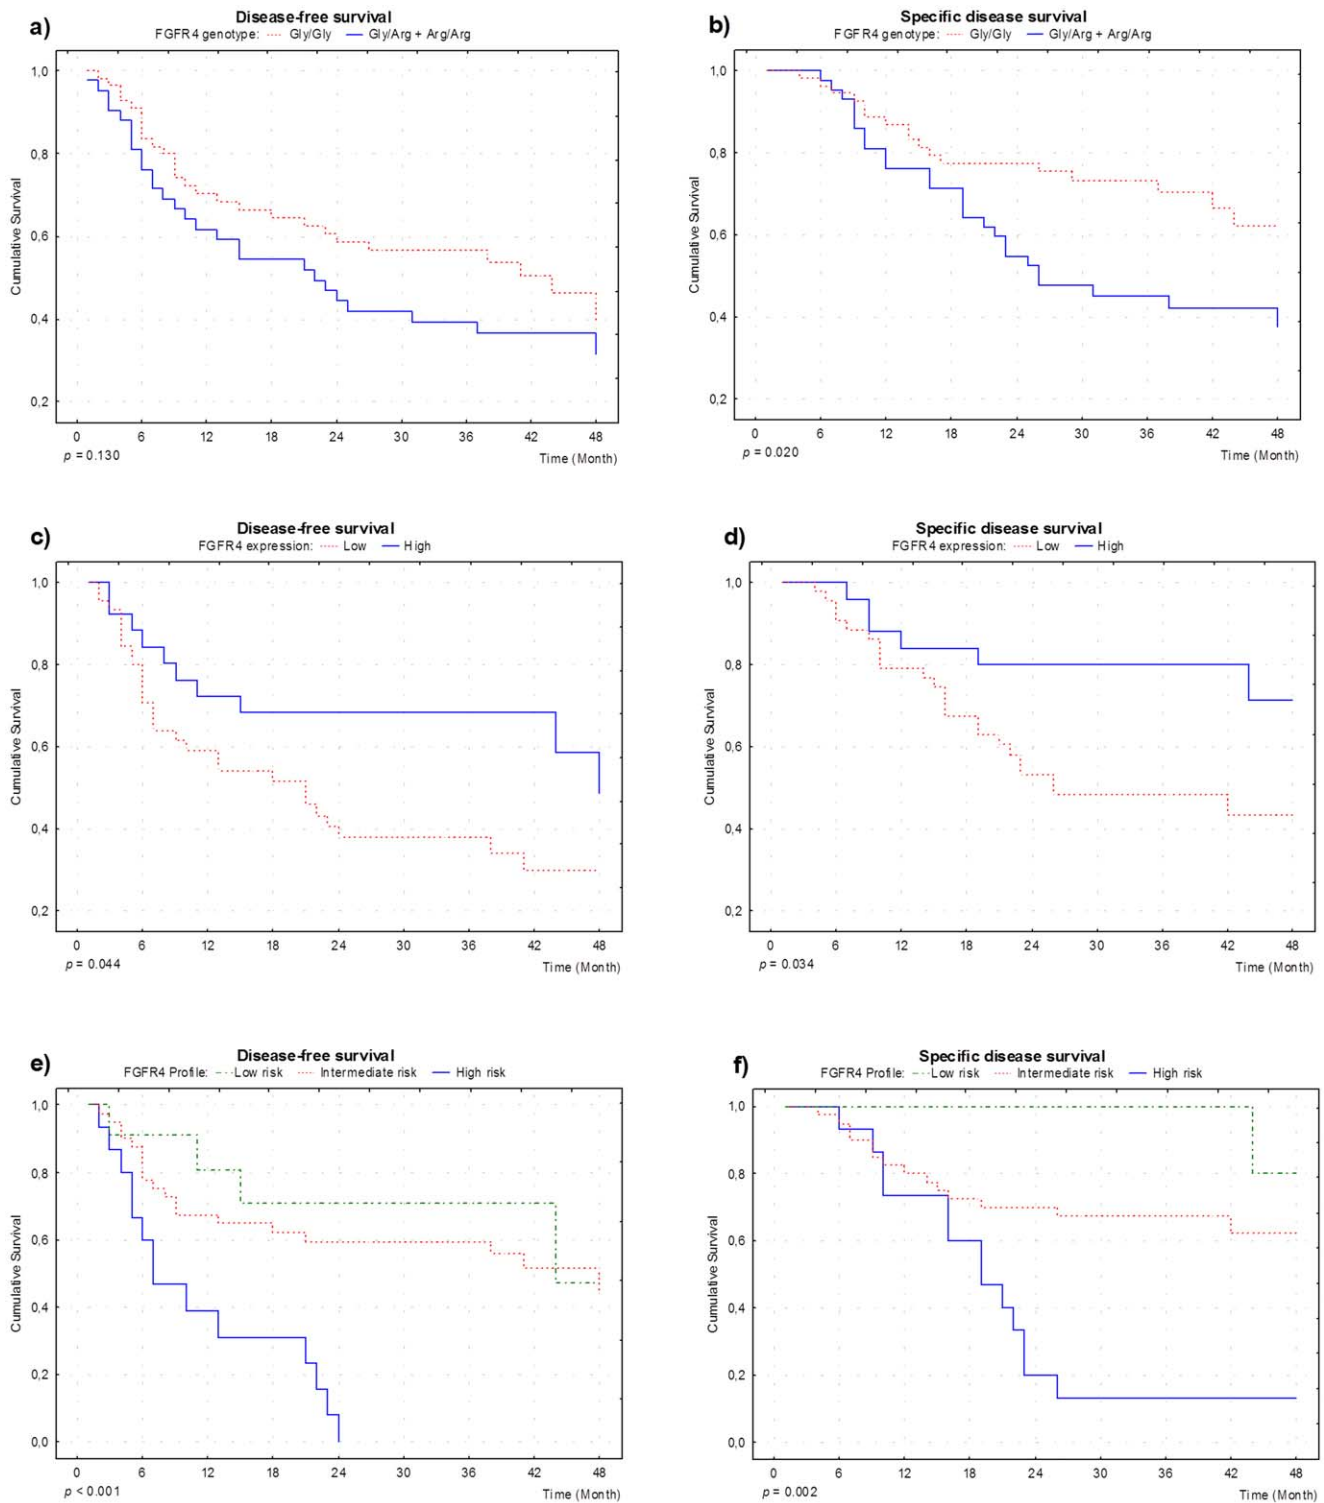 a)
Disease-free survival
FGFR4 genotype: Gly/Gly Gly/Arg + Arg/Arg
Cumulative Survival
1,0
0,8
0,6
0,4
0,2
0 6 12 18 24 30 36 42 48
p = 0.130
Time (Month)
b)
Specific disease survival
FGFR4 genotype: Gly/Gly Gly/Arg + Arg/Arg
Cumulative Survival
1,0
0,8
0,6
0,4
0,2
0 6 12 18 24 30 36 42 48
p = 0.020
Time (Month)
c)
Disease-free survival
FGFR4 expression: Low High
Cumulative Survival
1,0
0,8
0,6
0,4
0,2
0 6 12 18 24 30 36 42 48
p = 0.044
Time (Month)
d)
Specific disease survival
FGFR4 expression: Low High
Cumulative Survival
1,0
0,8
0,6
0,4
0,2
0 6 12 18 24 30 36 42 48
p = 0.034
Time (Month)
e)
Disease-free survival
FGFR4 Profile: Low risk Intermediate risk High risk
Cumulative Survival
1,0
0,8
0,6
0,4
0,2
0,0
0 6 12 18 24 30 36 42 48
p < 0.001
Time (Month)
f)
Specific disease survival
FGFR4 Profile: Low risk Intermediate risk High risk
Cumulative Survival
1,0
0,8
0,6
0,4
0,2
0,0
0 6 12 18 24 30 36 42 48
p = 0.002
Time (Month)